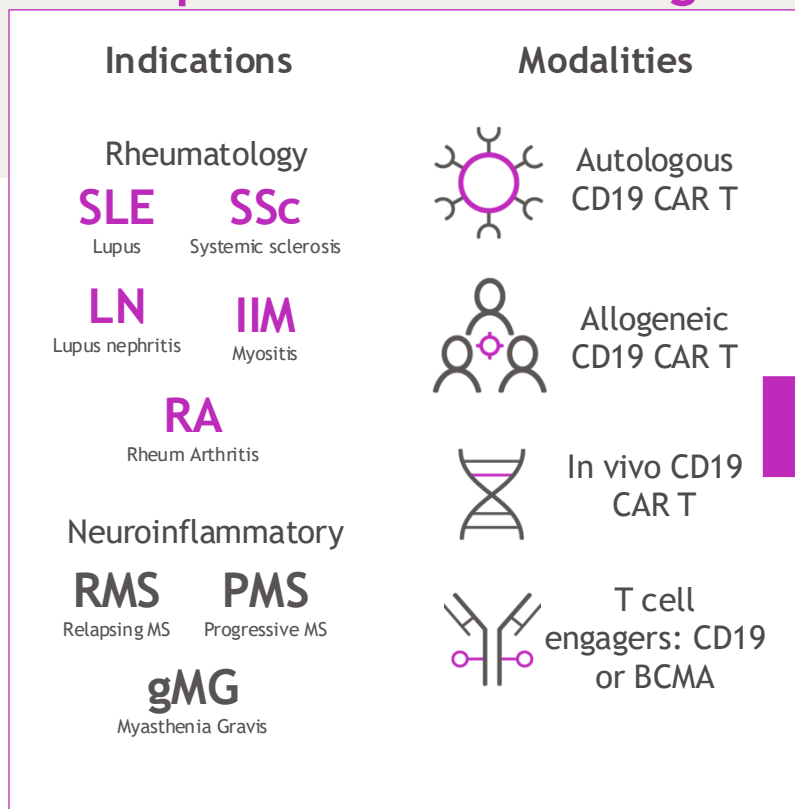 Indications
Rheumatology
SLE
Lupus
SSc
Systemic sclerosis
LN
Lupus nephritis
IIM
Myositis
RA
Rheum Arthritis
Neuroinflammatory
RMS
Relapsing MS
PMS
Progressive MS
gMG
Myasthenia Gravis
Modalities
Autologous
CD19 CAR T
Allogeneic
CD19 CAR T
In vivo CD19
CAR T
T cell
engagers: CD19
or BCMA